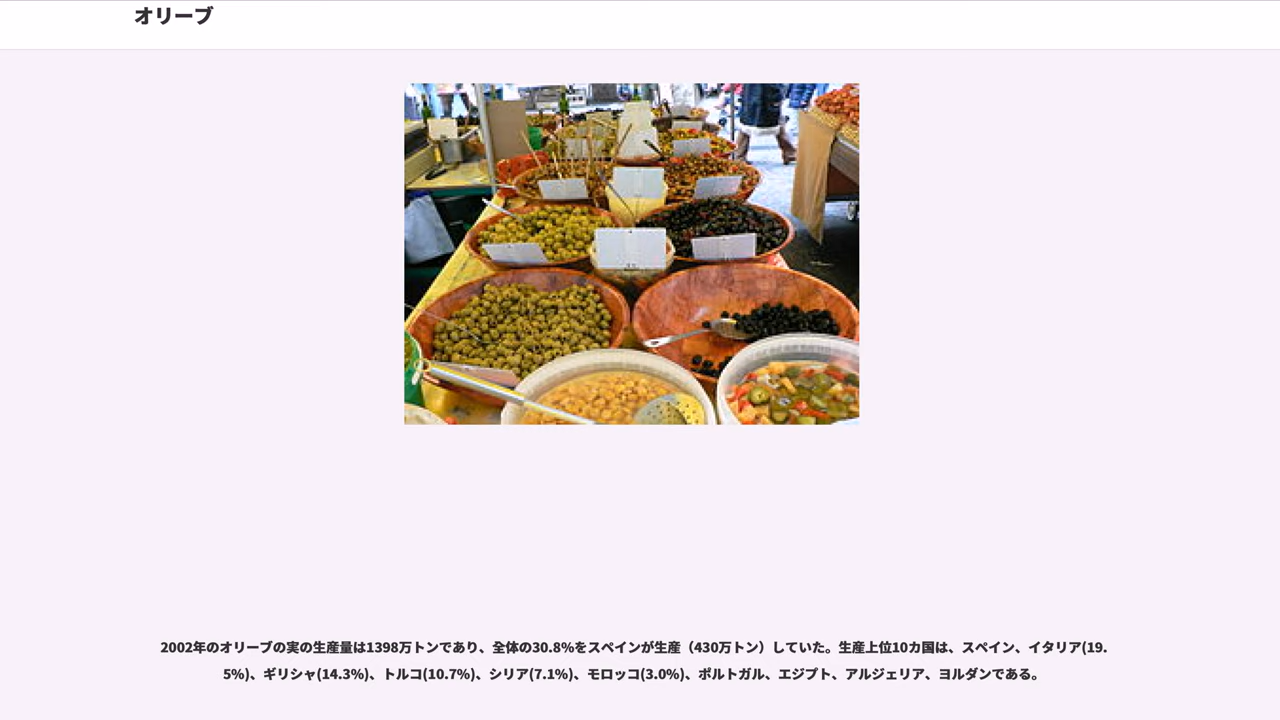 オリーブ
2002年のオリーブの実の生産量は1398万トンであり、全体の30.8%をスペインが生産（430万トン）していた。生産上位10カ国は、スペイン、イタリア(19.
5%)、ギリシャ(14.3%)、トルコ(10.7%)、シリア(7.1%)、モロッコ(3.0%)、ポルトガル、エジプト、アルジェリア、ヨルダンである。